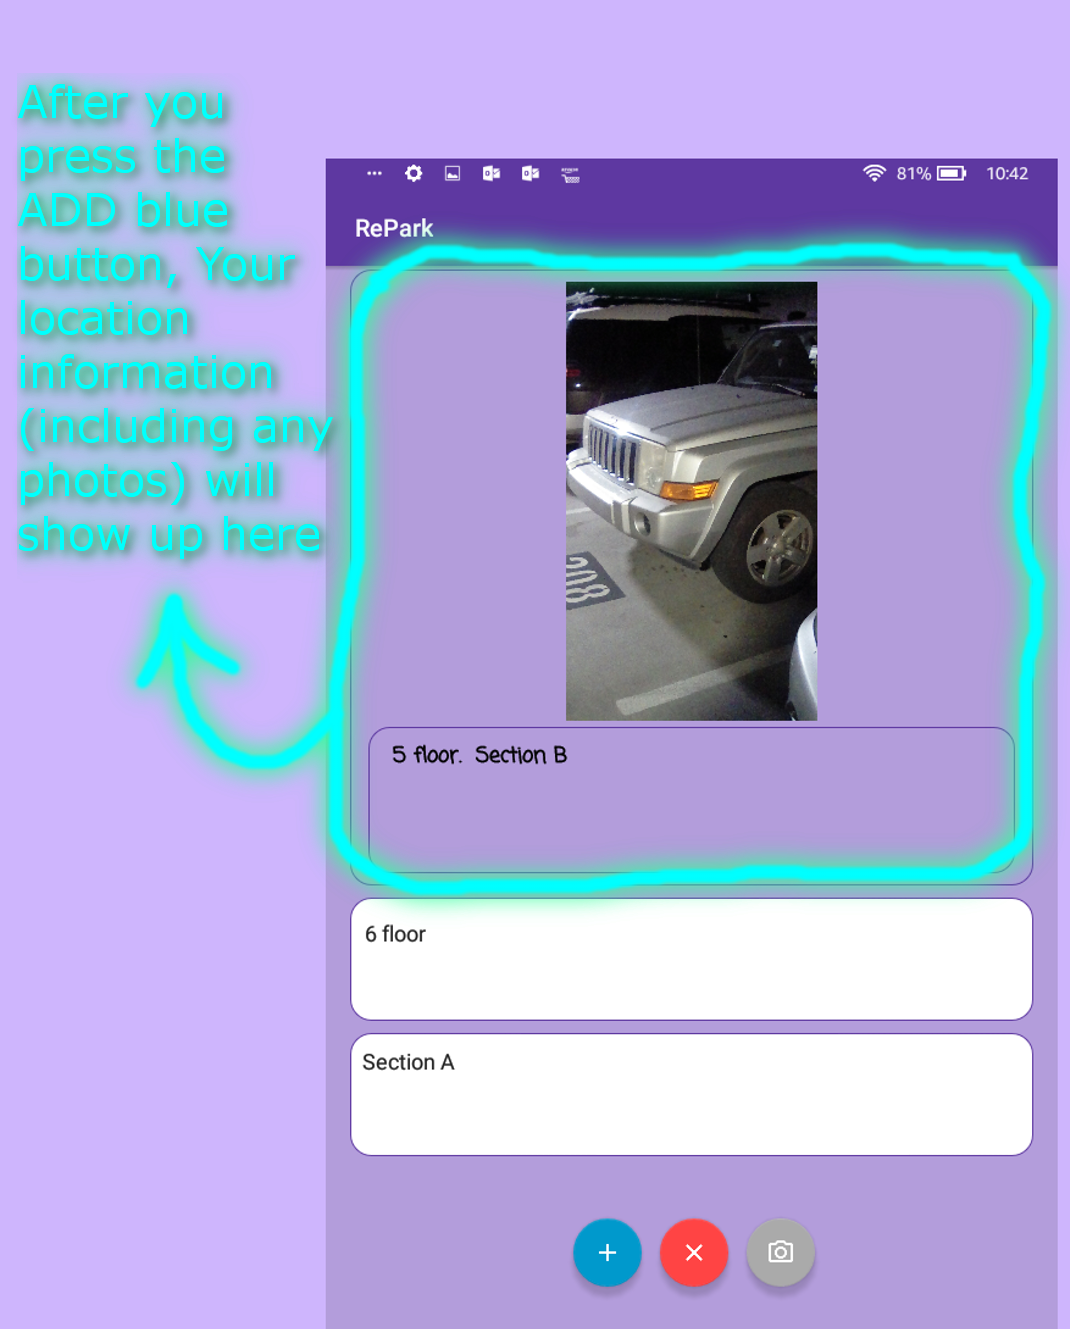 After you
press the
ADD blue
button, Your
location
information
(including any
photos) will
show up here
81% 10:42
RePark
208
5 floor. Section B
6 floor
Section A